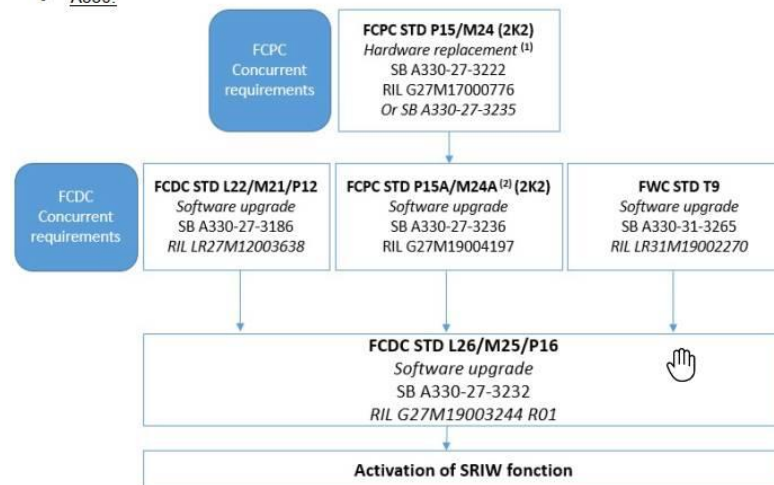 A330:
FCPC
Concurrent
requirements
FCPC STD P15/M24 (2K2)
Hardware replacement (1)
SB A330-27-3222
RIL G27M17000776
Or SB A330-27-3235
FCDC
Concurrent
requirements
FCDC STD L22/M21/P12
Software upgrade
SB A330-27-3186
RIL LR27M12003638
FCPC STD P15A/M24A (2) (2K2)
Software upgrade
SB A330-27-3236
RIL G27M19004197
FWC STD T9
Software upgrade
SB A330-31-3265
RIL LR31M19002270
FCDC STD L26/M25/P16
Software upgrade
SB A330-27-3232
RIL G27M19003244 R01
Activation of SRIW fonction